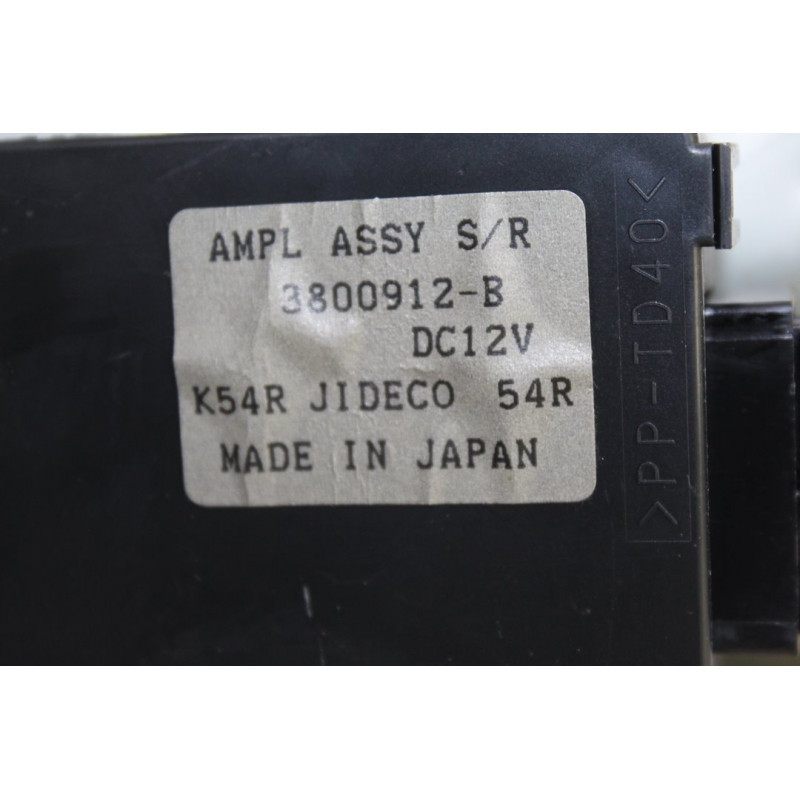 AMPL ASSY S/R
3800912-B
DC12V
K54R JIDECO 54R
MADE IN JAPAN
>PP-TD40<